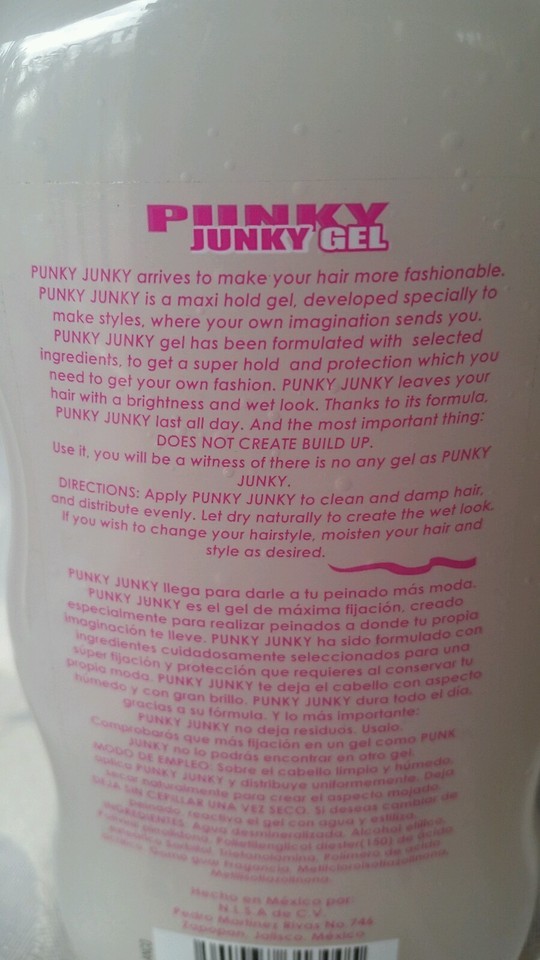 PUNKY
JUNKY GEL
PUNKY JUNKY arrives to make your hair more fashionable.
PUNKY JUNKY is a maxi hold gel, developed specially to
make styles, where your own imagination sends you.
PUNKY JUNKY gel has been formulated with selected
ingredients, to get a super hold and protection which you
need to get your own fashion. PUNKY JUNKY leaves your
hair with a brightness and wet look. Thanks to its formula,
PUNKY JUNKY last all day. And the most important thing:
DOES NOT CREATE BUILD UP.
Use it, you will be a witness of there is no any gel as PUNKY
JUNKY.
DIRECTIONS: Apply PUNKY JUNKY to clean and damp hair,
and distribute evenly. Let dry naturally to create the wet look.
If you wish to change your hairstyle, moisten your hair and
style as desired.
PUNKY JUNKY llega para darle a tu peinado más moda.
PUNKY JUNKY es el gel de máxima fijación, creado
especialmente para realizar peinados a donde tu propia
imaginación te lleve. PUNKY JUNKY ha sido formulado con
ingredientes cuidadosamente seleccionados para una
súper fijación y protección que requieres al conservar tu
propia moda. PUNKY JUNKY te deja el cabello con aspecto
húmedo y con gran brillo. PUNKY JUNKY dura todo el día,
gracias a su fórmula. Y lo más importante:
PUNKY JUNKY no deja residuos. Usalo.
Comprobarás que más fijación en un gel como PUNK
JUNKY no lo podrás encontrar en otro gel.
MODO DE EMPLEO: Sobre el cabello limpio y húmedo,
aplica PUNKY JUNKY y distribuye uniformemente. Deja
secar naturalmente para crear el aspecto mojado.
DEJA SIN CEPILLAR UNA VEZ SECO. Si deseas cambiar de
peinado, reactiva el gel con agua y estiliza.
INGREDIENTES: Agua desmineralizada, Alcohol etílico,
Trietanolamina, Polímero de ácido
Hecho en México por:
N.I.S.A de C.V.
Pedro Martínez Rivas No. 746
Zapopan, Jalisco, México